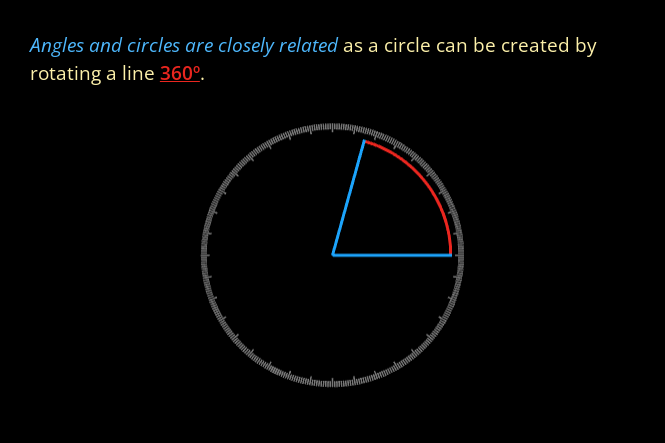 Angles and circles are closely related as a circle can be created by
rotating a line 360º.